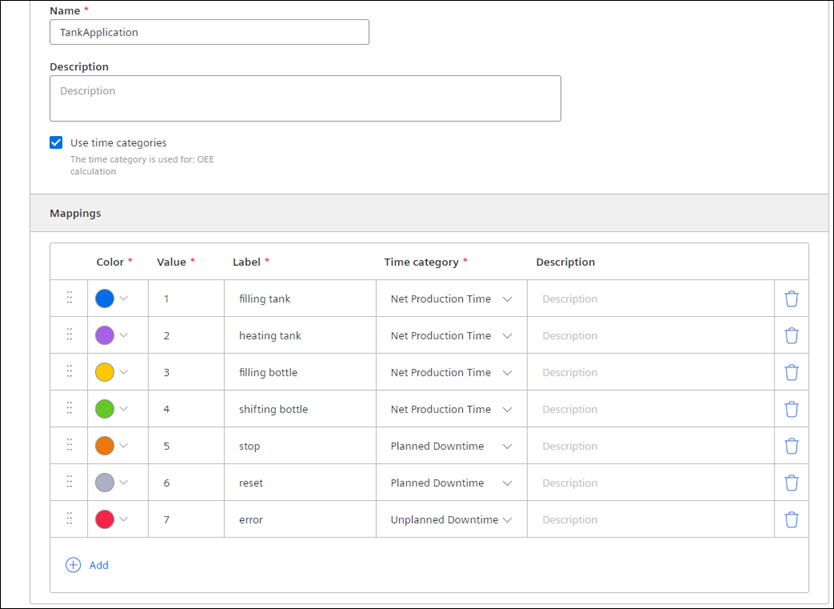 Name *
TankApplication
Description
Description
Use time categories
The time category is used for: OEE
calculation
Mappings
Color * Value * Label * Time category * Description
1 filling tank Net Production Time Description
2 heating tank Net Production Time Description
3 filling bottle Net Production Time Description
4 shifting bottle Net Production Time Description
5 stop Planned Downtime Description
6 reset Planned Downtime Description
7 error Unplanned Downtime Description
Add